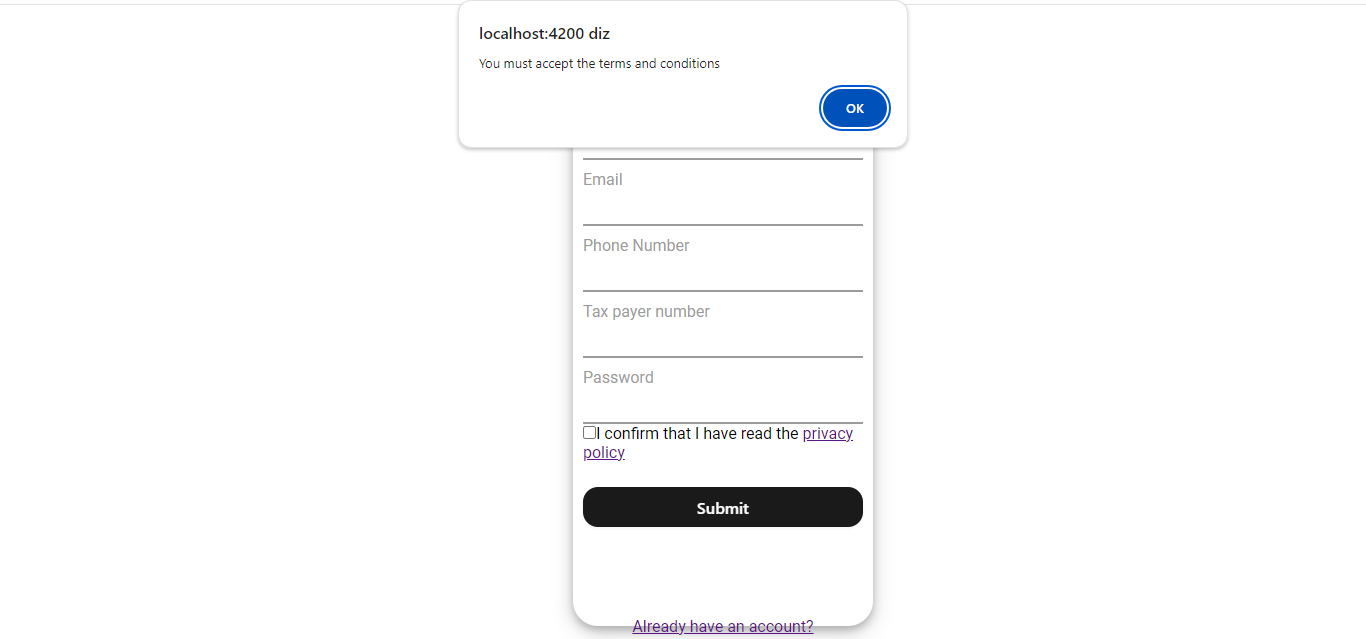 localhost:4200 diz
You must accept the terms and conditions
OK
Email
Phone Number
Tax payer number
Password
I confirm that I have read the privacy
policy
Submit
Already have an account?